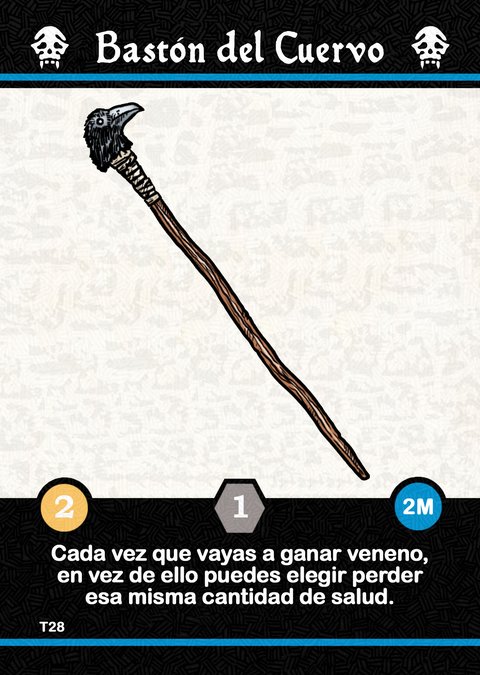 Bastón del Cuervo
2 1 2M
Cada vez que vayas a ganar veneno,
en vez de ello puedes elegir perder
esa misma cantidad de salud.
T28